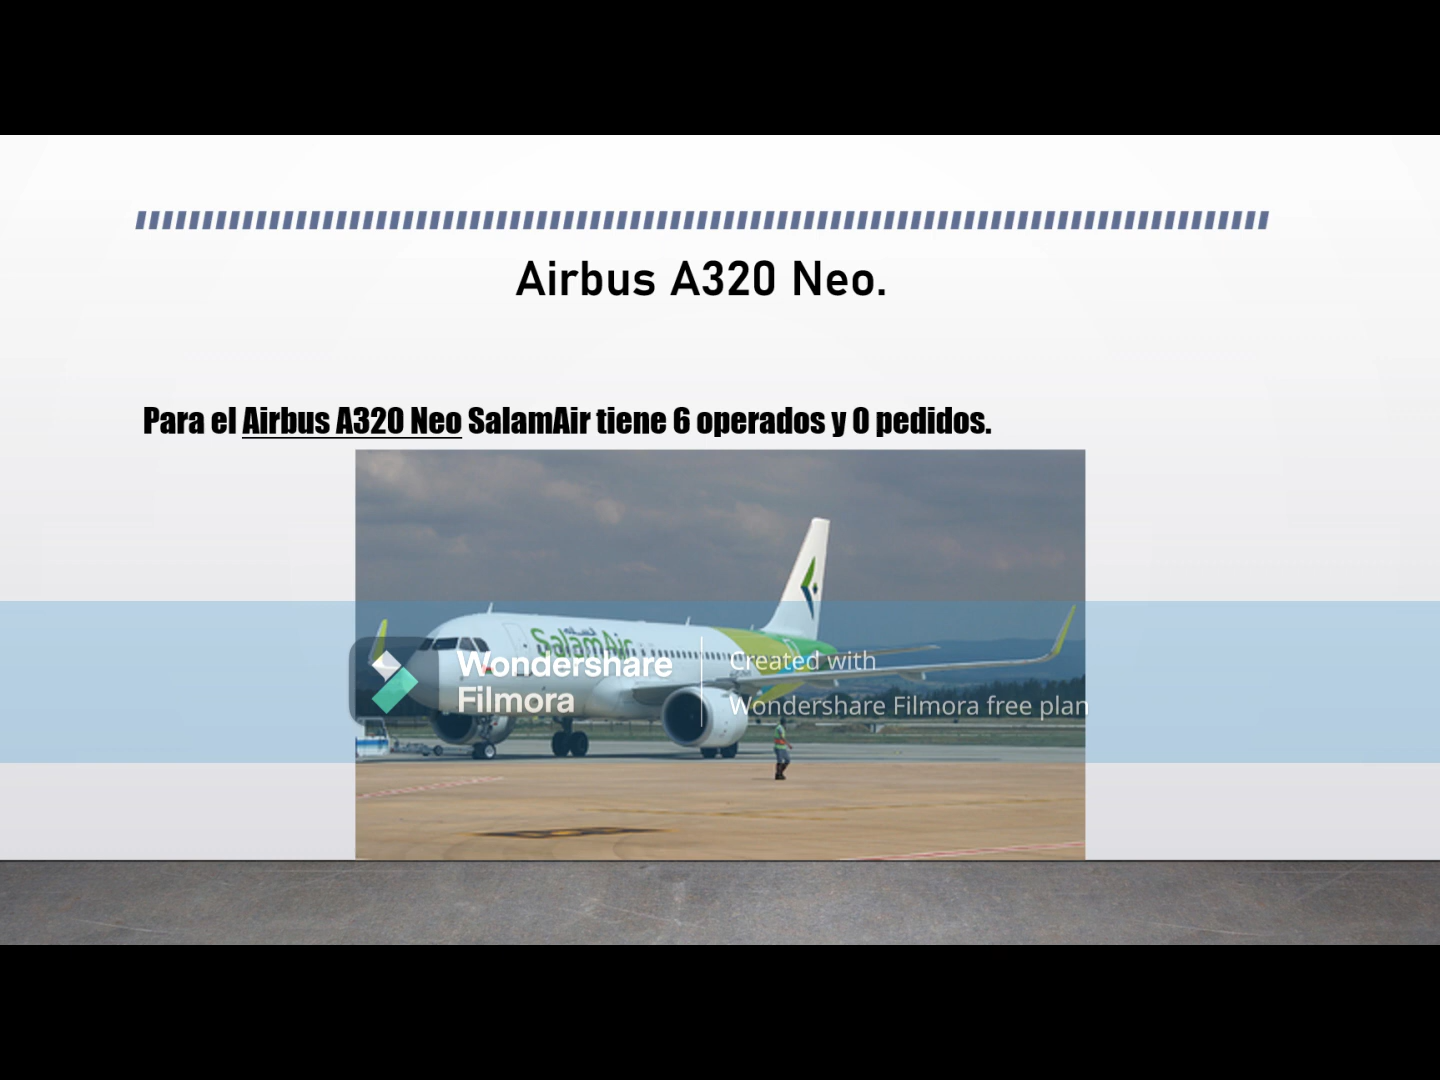 Airbus A320 Neo.
Para el Airbus A320 Neo SalamAir tiene 6 operados y 0 pedidos.
SalamAir
Wondershare
Filmora
Created with
Wondershare Filmora free plan